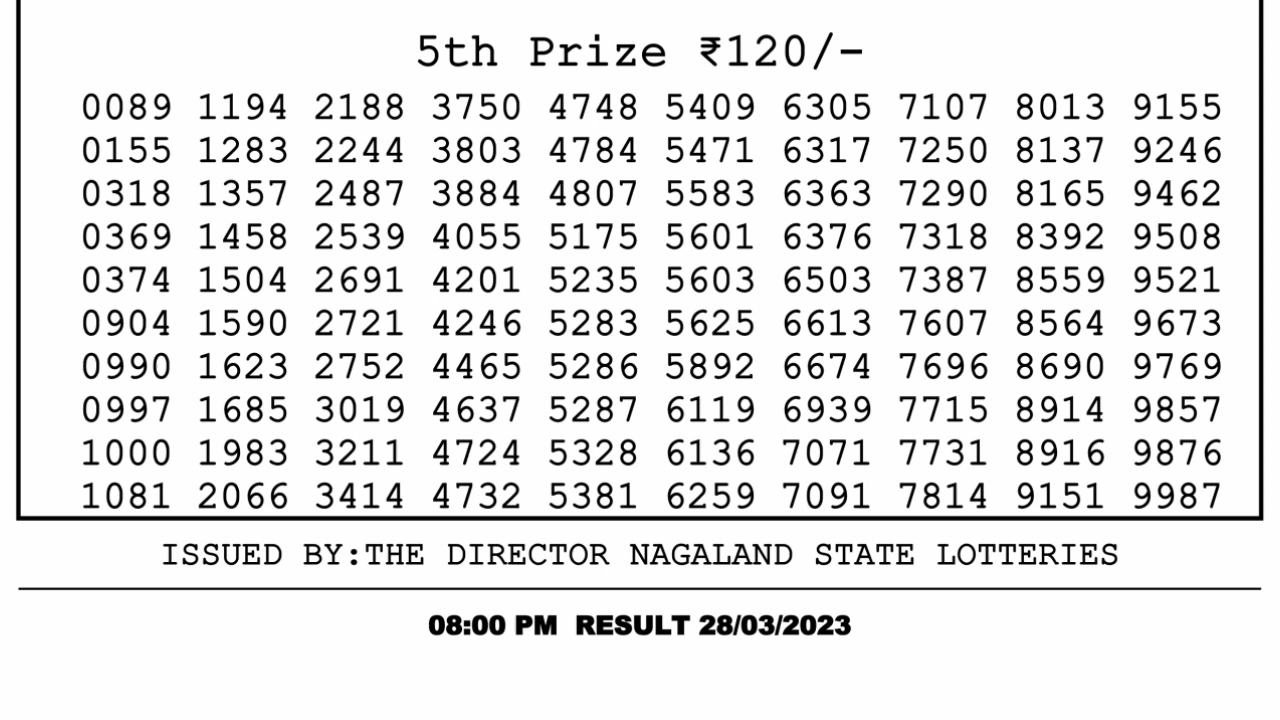 5th Prize ₹120/-
0089 1194 2188 3750 4748 5409 6305 7107 8013 9155
0155 1283 2244 3803 4784 5471 6317 7250 8137 9246
0318 1357 2487 3884 4807 5583 6363 7290 8165 9462
0369 1458 2539 4055 5175 5601 6376 7318 8392 9508
0374 1504 2691 4201 5235 5603 6503 7387 8559 9521
0904 1590 2721 4246 5283 5625 6613 7607 8564 9673
0990 1623 2752 4465 5286 5892 6674 7696 8690 9769
0997 1685 3019 4637 5287 6119 6939 7715 8914 9857
1000 1983 3211 4724 5328 6136 7071 7731 8916 9876
1081 2066 3414 4732 5381 6259 7091 7814 9151 9987
ISSUED BY:THE DIRECTOR NAGALAND STATE LOTTERIES
08:00 PM RESULT 28/03/2023